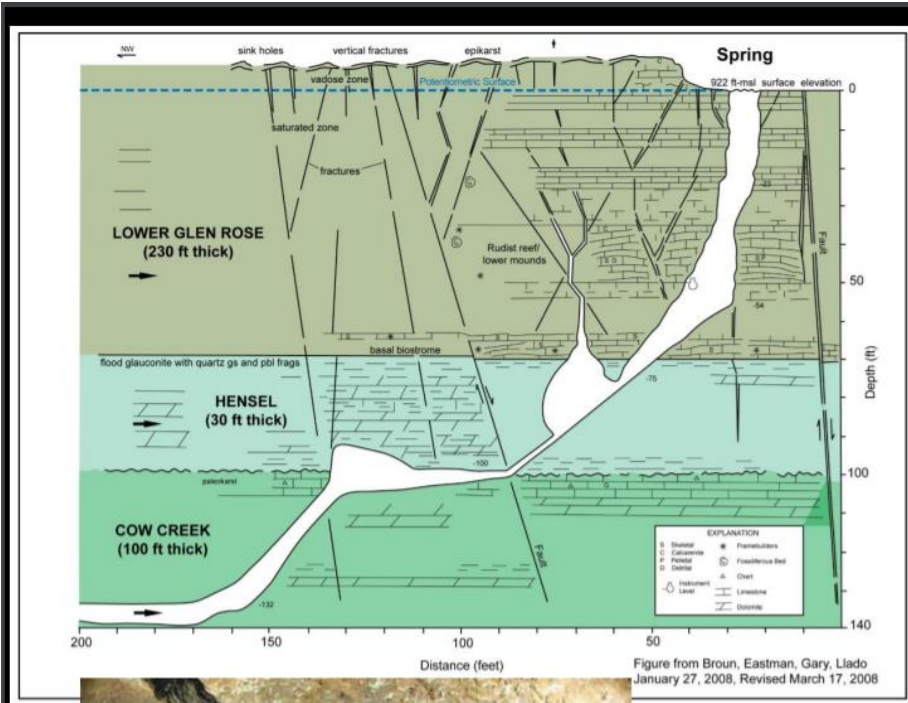 NW
sink holes
vertical fractures
epikarst
Spring
vadose zone
Potentiometric Surface
922 ft-msl surface elevation
0
saturated zone
fractures
-23
LOWER GLEN ROSE
(230 ft thick)
Rudist reef/
lower mounds
Fault
50
-54
basal biostrome
flood glauconite with quartz gs and pbl frags
-75
Depth (ft)
HENSEL
(30 ft thick)
-100
100
paleokarst
COW CREEK
(100 ft thick)
Fault
EXPLANATION
S Skeletal
C Calcarenite
P Pelletal
D Detrital
Instrument
Level
Framebuilders
Fossiliferous Bed
Chert
Limestone
Dolomite
-132
140
200
150
100
50
Distance (feet)
Figure from Broun, Eastman, Gary, Llado
January 27, 2008, Revised March 17, 2008